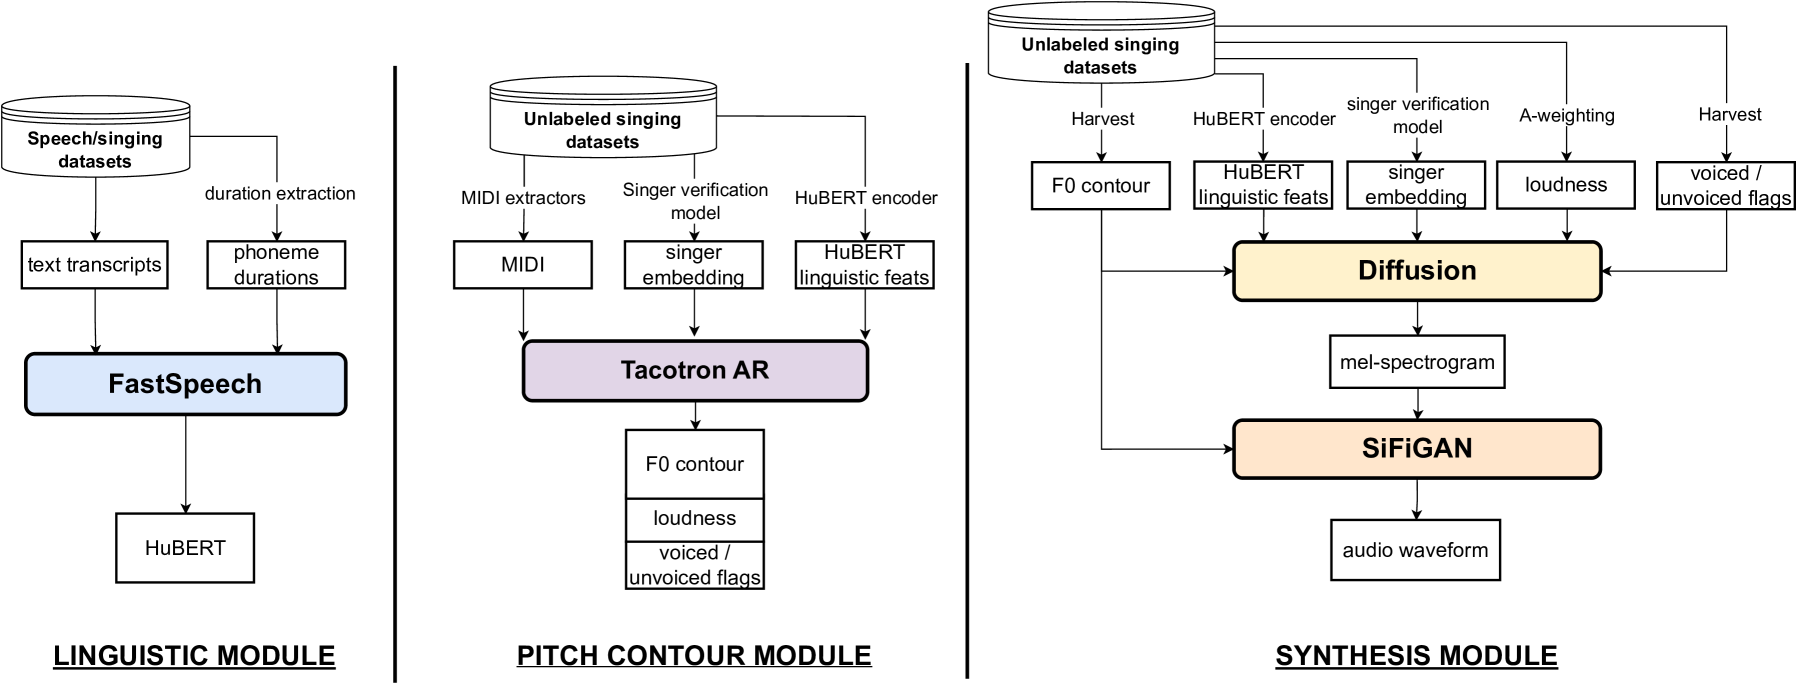 Speech/singing
datasets
duration extraction
text transcripts
phoneme
durations
FastSpeech
HuBERT
LINGUISTIC MODULE
Unlabeled singing
datasets
MIDI extractors
Singer verification
model
HuBERT encoder
MIDI
singer
embedding
HuBERT
linguistic feats
Tacotron AR
F0 contour
loudness
voiced /
unvoiced flags
PITCH CONTOUR MODULE
Unlabeled singing
datasets
Harvest
HuBERT encoder
singer verification
model
A-weighting
Harvest
F0 contour
HuBERT
linguistic feats
singer
embedding
loudness
voiced /
unvoiced flags
Diffusion
mel-spectrogram
SiFiGAN
audio waveform
SYNTHESIS MODULE